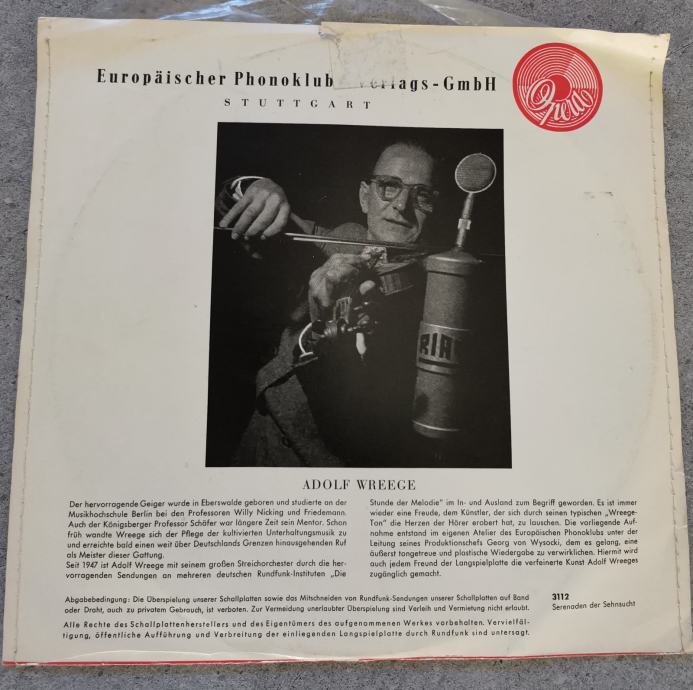 Europäischer Phonoklub Verlags-GmbH
STUTTGART
Opera
RIAS
ADOLF WREEGE
Der hervorragende Geiger wurde in Eberswalde geboren und studierte an der
Musikhochschule Berlin bei den Professoren Willy Nicking und Friedemann.
Auch der Königsberger Professor Schäfer war längere Zeit sein Mentor. Schon
früh wandte Wreege sich der Pflege der kultivierten Unterhaltungsmusik zu
und erreichte bald einen weit über Deutschlands Grenzen hinausgehenden Ruf
als Meister dieser Gattung.
Seit 1947 ist Adolf Wreege mit seinem großen Streichorchester durch die her-
vorragenden Sendungen an mehreren deutschen Rundfunk-Instituten „Die
Stunde der Melodie" im In- und Ausland zum Begriff geworden. Es ist immer
wieder eine Freude, dem Künstler, der sich durch seinen typischen „Wreege-
Ton" die Herzen der Hörer erobert hat, zu lauschen. Die vorliegende Auf-
nahme entstand im eigenen Atelier des Europäischen Phonoklubs unter der
Leitung seines Produktionschefs Georg von Wysocki, dem es gelang, eine
äußerst tongetreue und plastische Wiedergabe zu verwirklichen. Hiermit wird
auch jedem Freund der Langspielplatte die verfeinerte Kunst Adolf Wreeges
zugänglich gemacht.
Abgabebedingung: Die Überspielung unserer Schallplatten sowie das Mitschneiden von Rundfunk-Sendungen unserer Schallplatten auf Band
oder Draht, auch zu privatem Gebrauch, ist verboten. Zur Vermeidung unerlaubter Überspielung sind Verleih und Vermietung nicht erlaubt.
Alle Rechte des Schallplattenherstellers und des Eigentümers des aufgenommenen Werkes vorbehalten. Vervielfäl-
tigung, öffentliche Aufführung und Verbreitung der einliegenden Langspielplatte durch Rundfunk sind untersagt.
3112
Serenaden der Sehnsucht